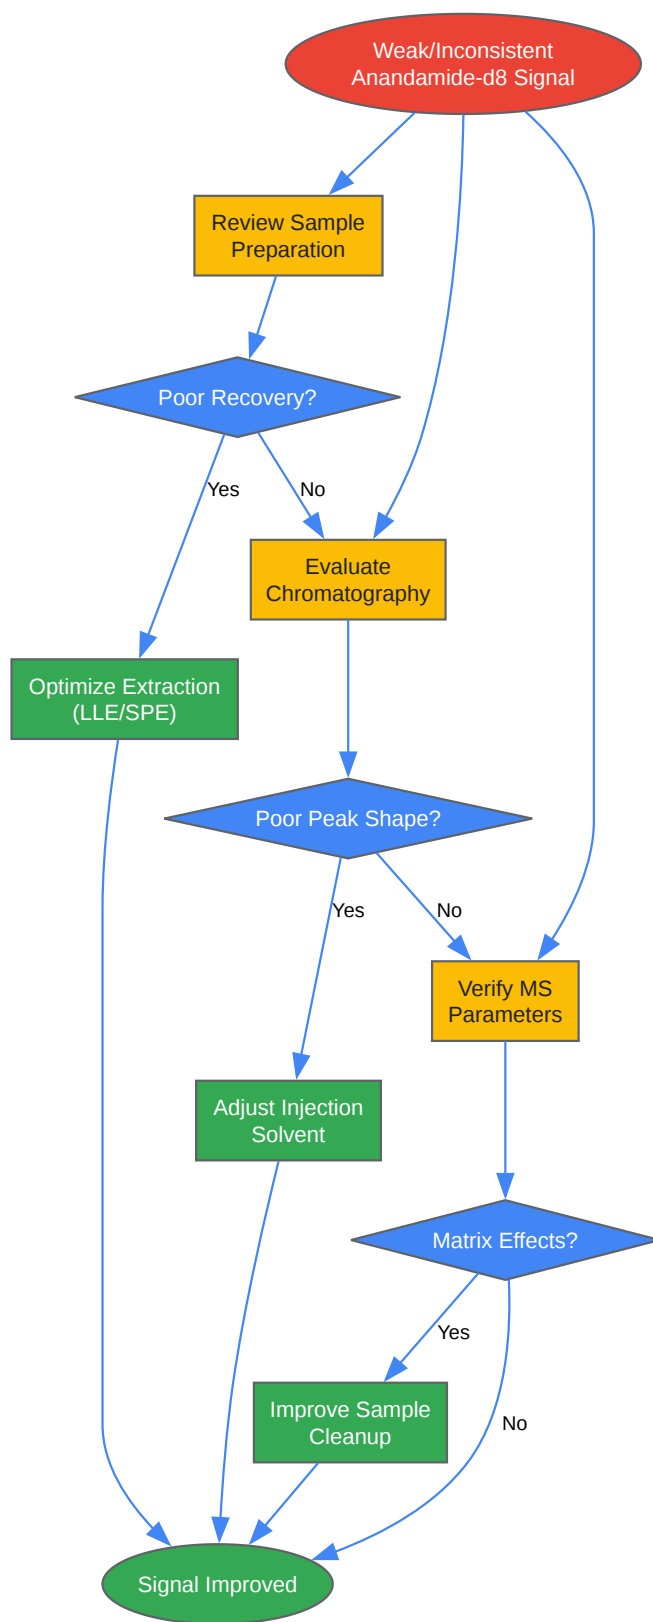 Weak/Inconsistent
Anandamide-d8 Signal
Review Sample
Preparation
Poor Recovery?
Yes
No
Evaluate
Chromatography
Optimize Extraction
(LLE/SPE)
Poor Peak Shape?
Yes
No
Verify MS
Parameters
Adjust Injection
Solvent
Matrix Effects?
Yes
Improve Sample
Cleanup
No
Signal Improved